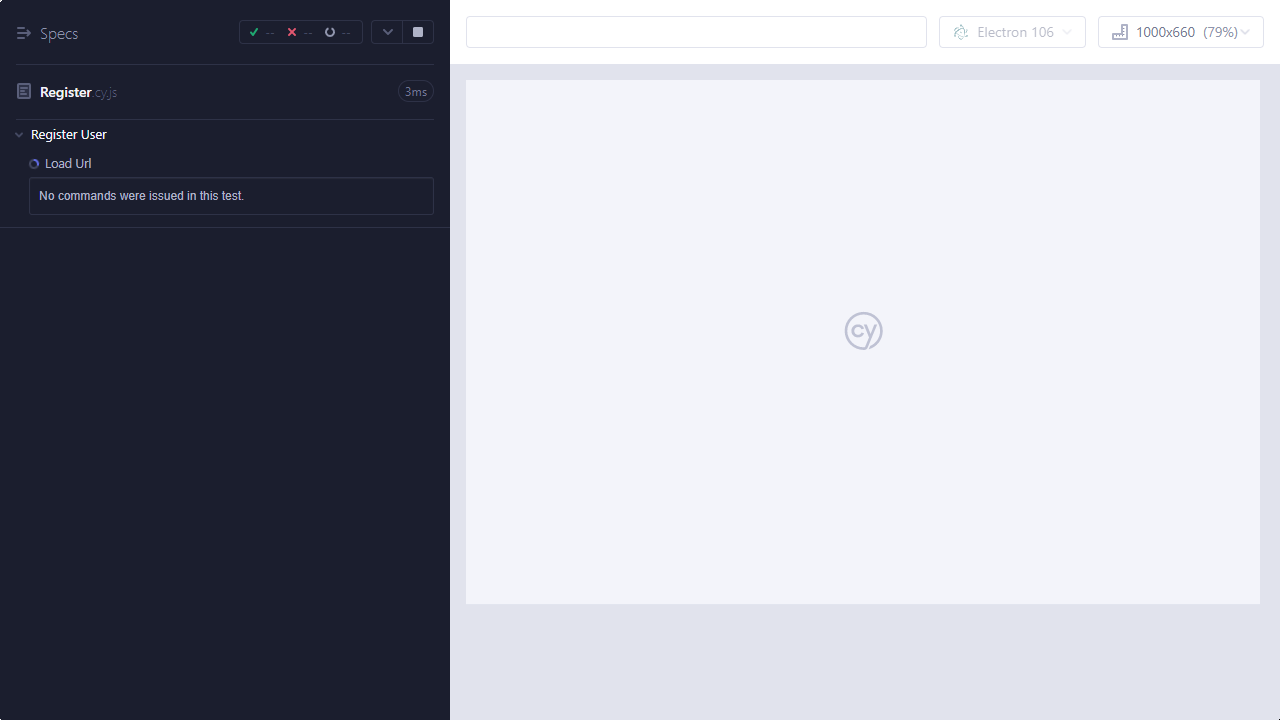 Specs
--
--
--
Electron 106
1000x660 (79%)
Register.cy.js
3ms
Register User
Load Url
No commands were issued in this test.
cy